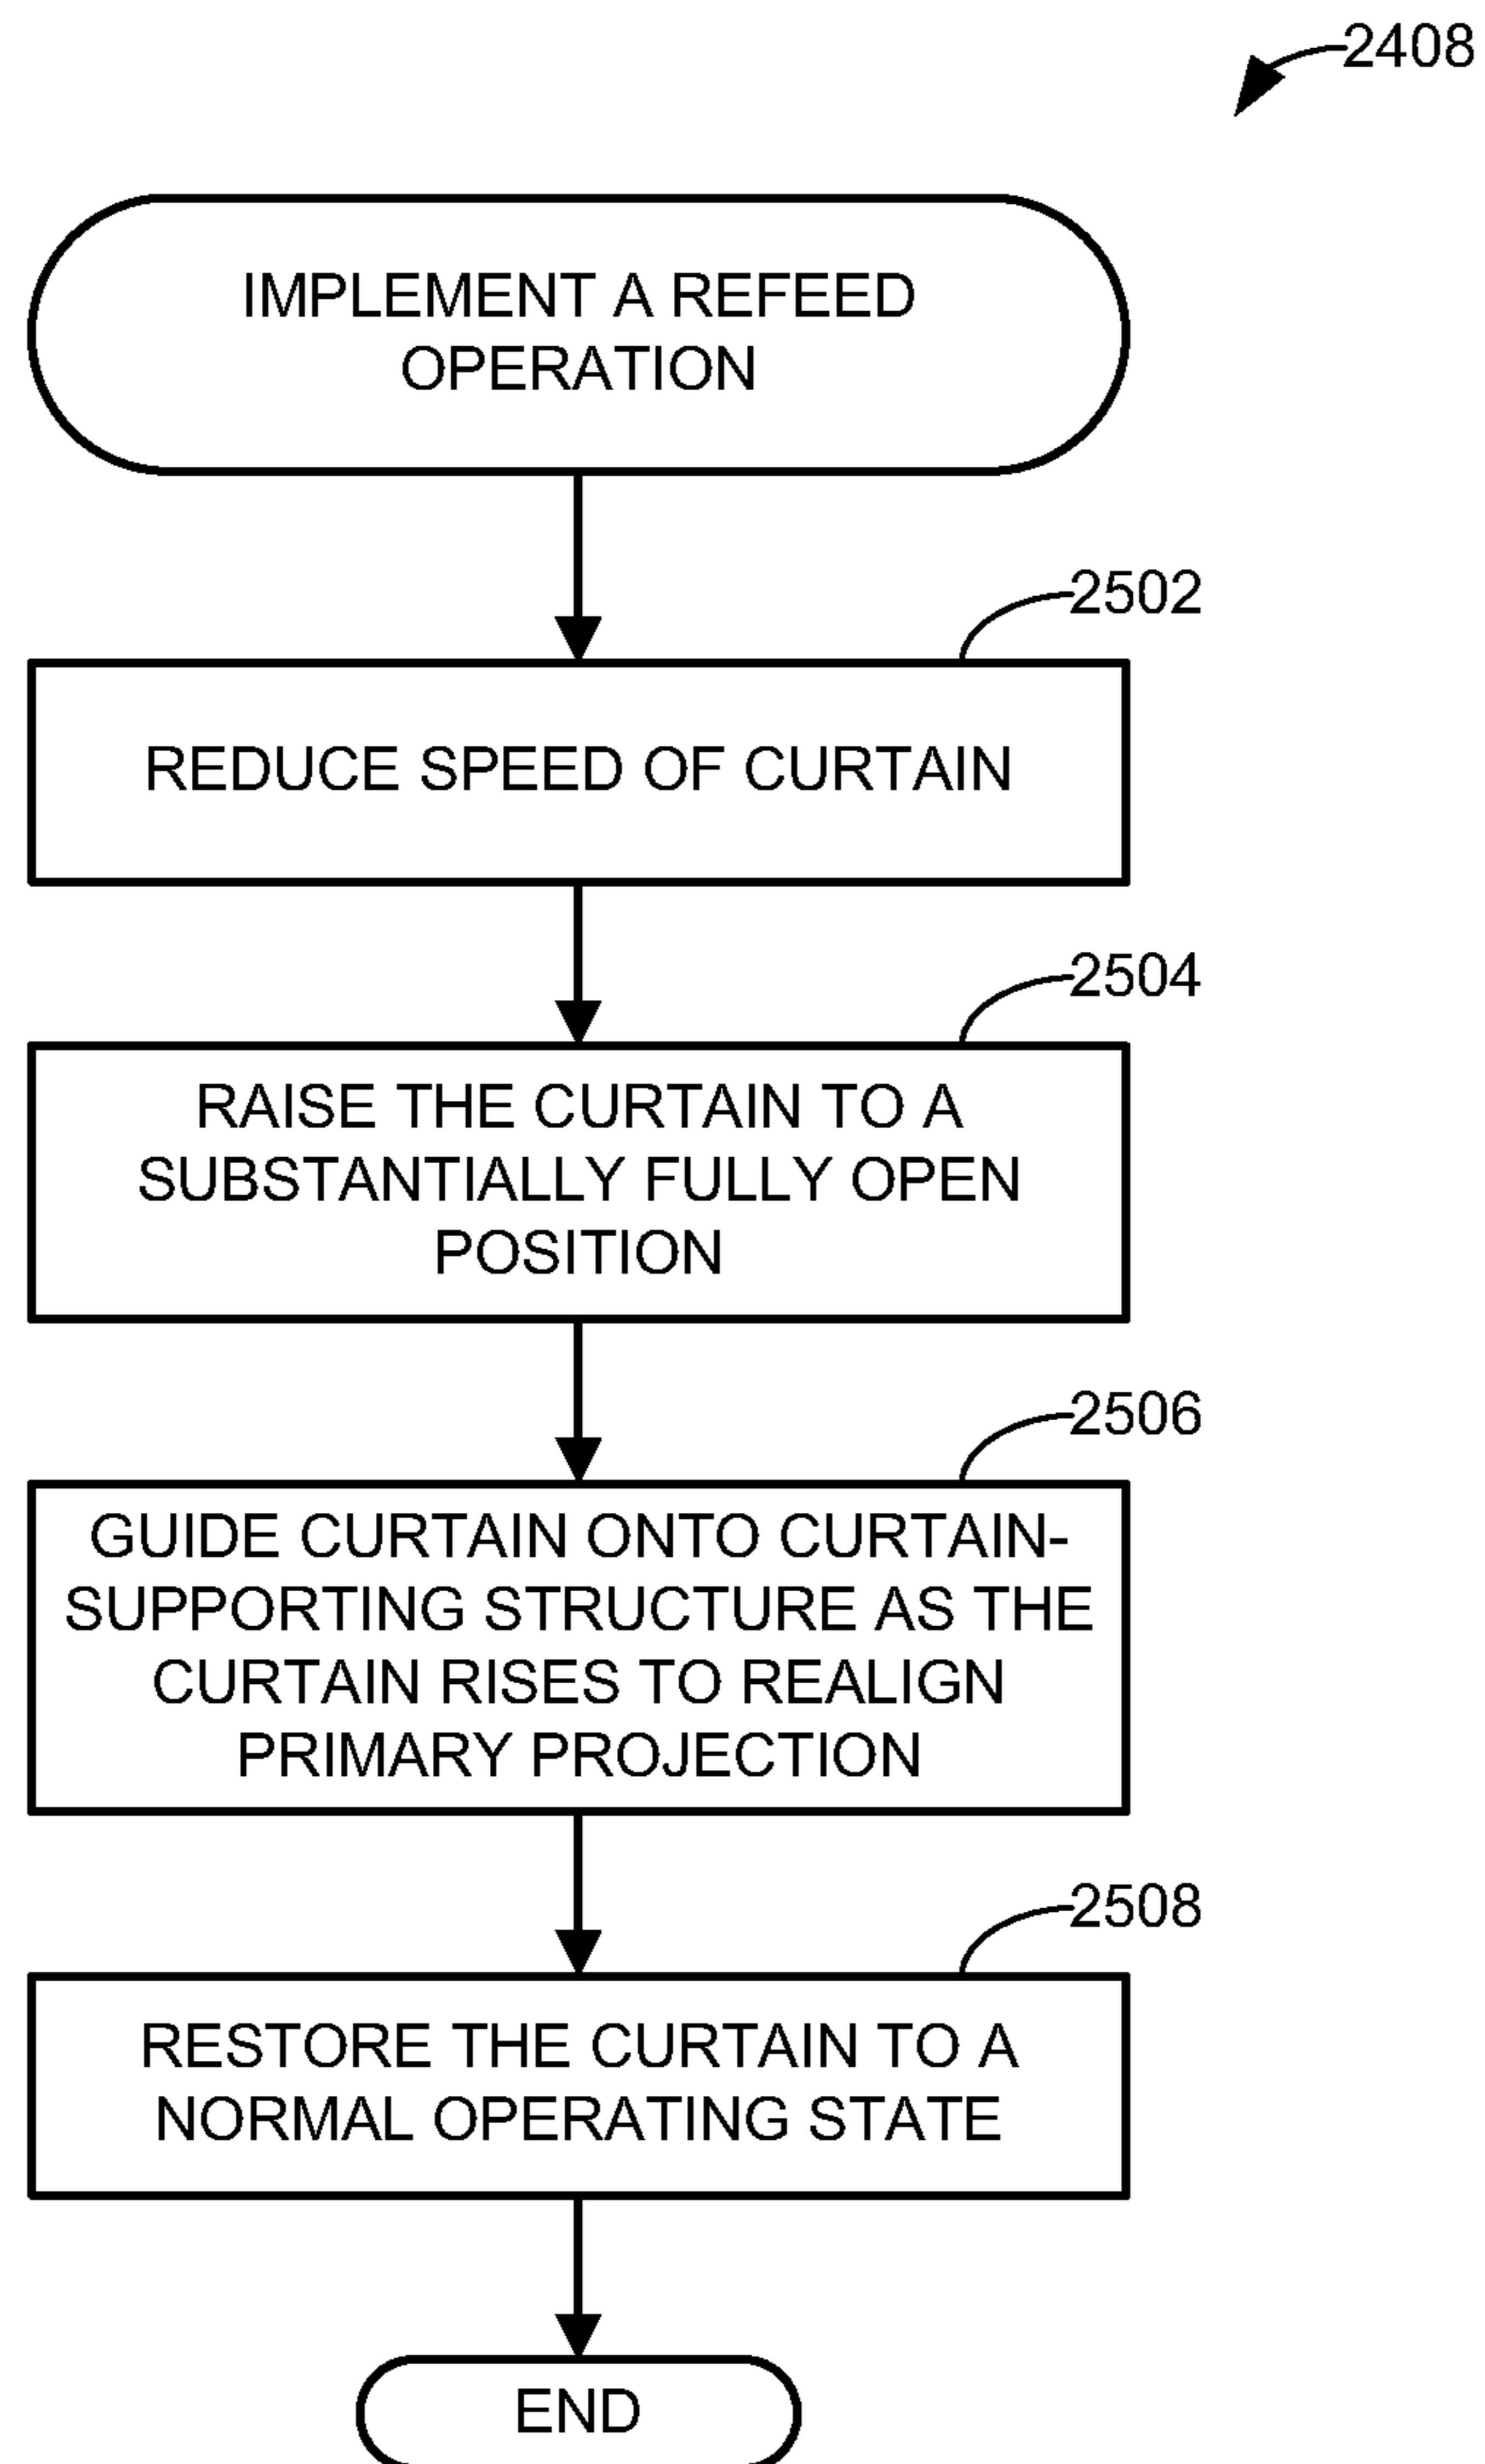 2408
IMPLEMENT A REFEED
OPERATION
2502
REDUCE SPEED OF CURTAIN
2504
RAISE THE CURTAIN TO A
SUBSTANTIALLY FULLY OPEN
POSITION
2506
GUIDE CURTAIN ONTO CURTAIN-
SUPPORTING STRUCTURE AS THE
CURTAIN RISES TO REALIGN
PRIMARY PROJECTION
2508
RESTORE THE CURTAIN TO A
NORMAL OPERATING STATE
END